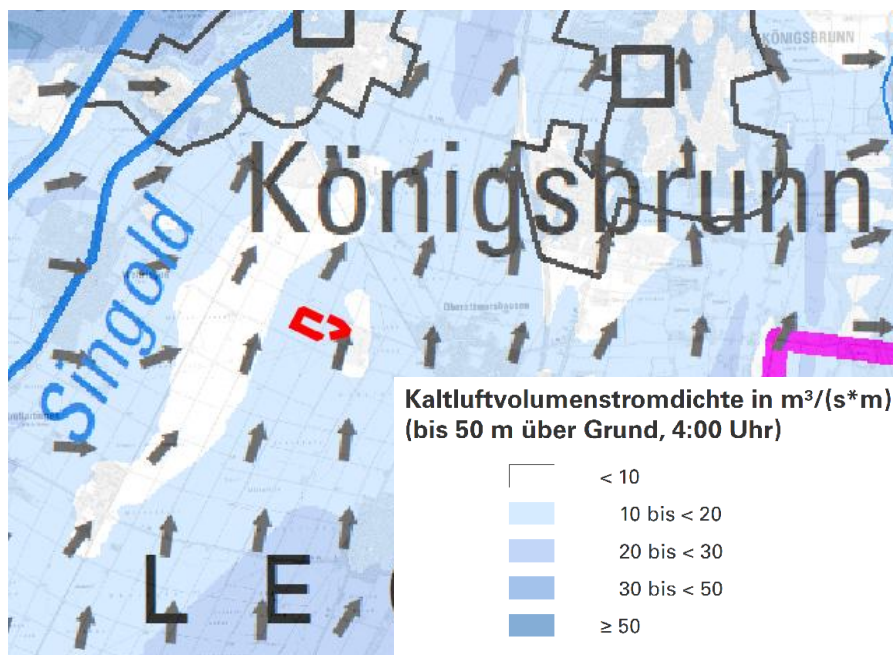 KÖNIGSBRUNN
Königsbrunn
Singold
Oberottmarshausen
L E
Kaltluftvolumenstromdichte in m³/(s*m)
(bis 50 m über Grund, 4:00 Uhr)
< 10
10 bis < 20
20 bis < 30
30 bis < 50
≥ 50